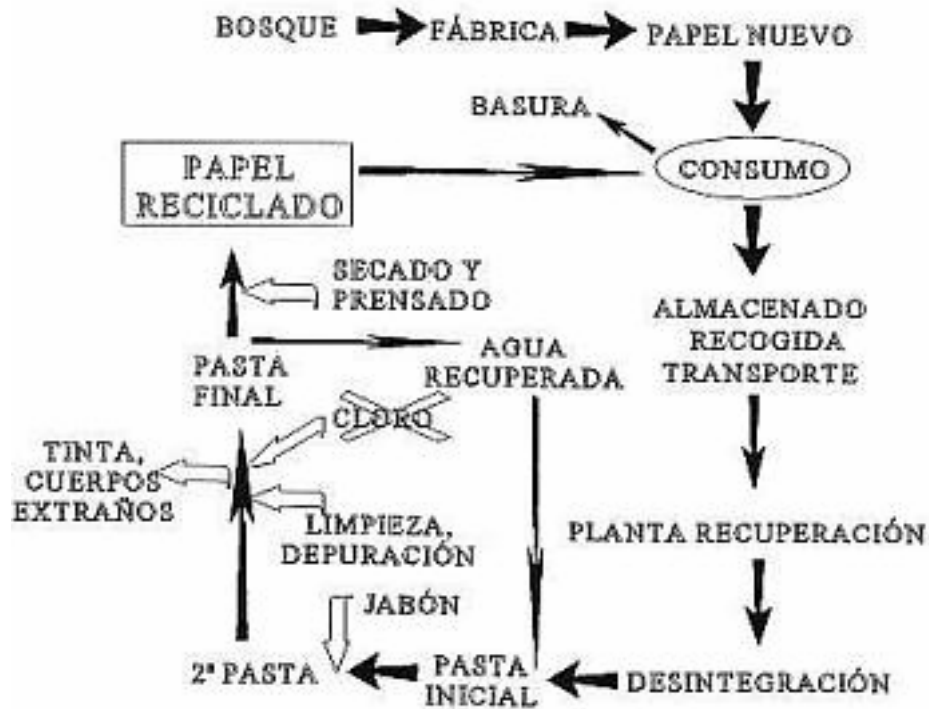 BOSQUE FÁBRICA PAPEL NUEVO
BASURA
CONSUMO
PAPEL
RECICLADO
SECADO Y
PRENSADO
ALMACENADO
RECOGIDA
TRANSPORTE
AGUA
RECUPERADA
PASTA
FINAL
CLORO
TINTA,
CUERPOS
EXTRAÑOS
LIMPIEZA,
DEPURACIÓN
PLANTA RECUPERACIÓN
JABÓN
2ª PASTA
PASTA
INICIAL
DESINTEGRACIÓN